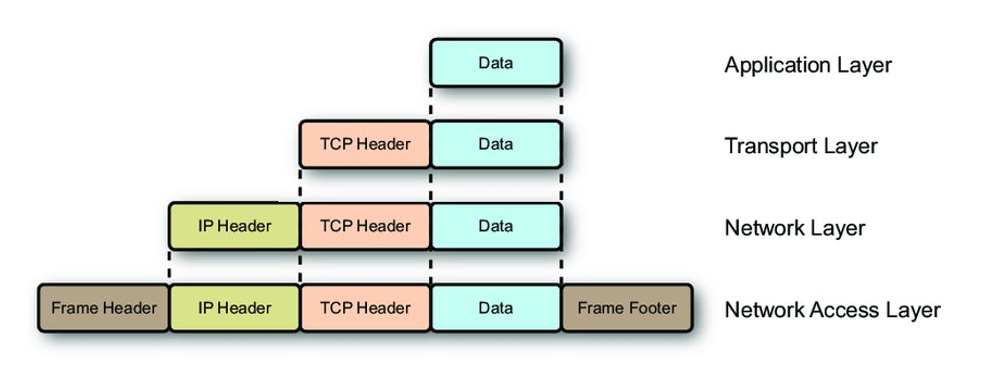 Data
Application Layer
TCP Header Data
Transport Layer
IP Header TCP Header Data
Network Layer
Frame Header IP Header TCP Header Data Frame Footer
Network Access Layer